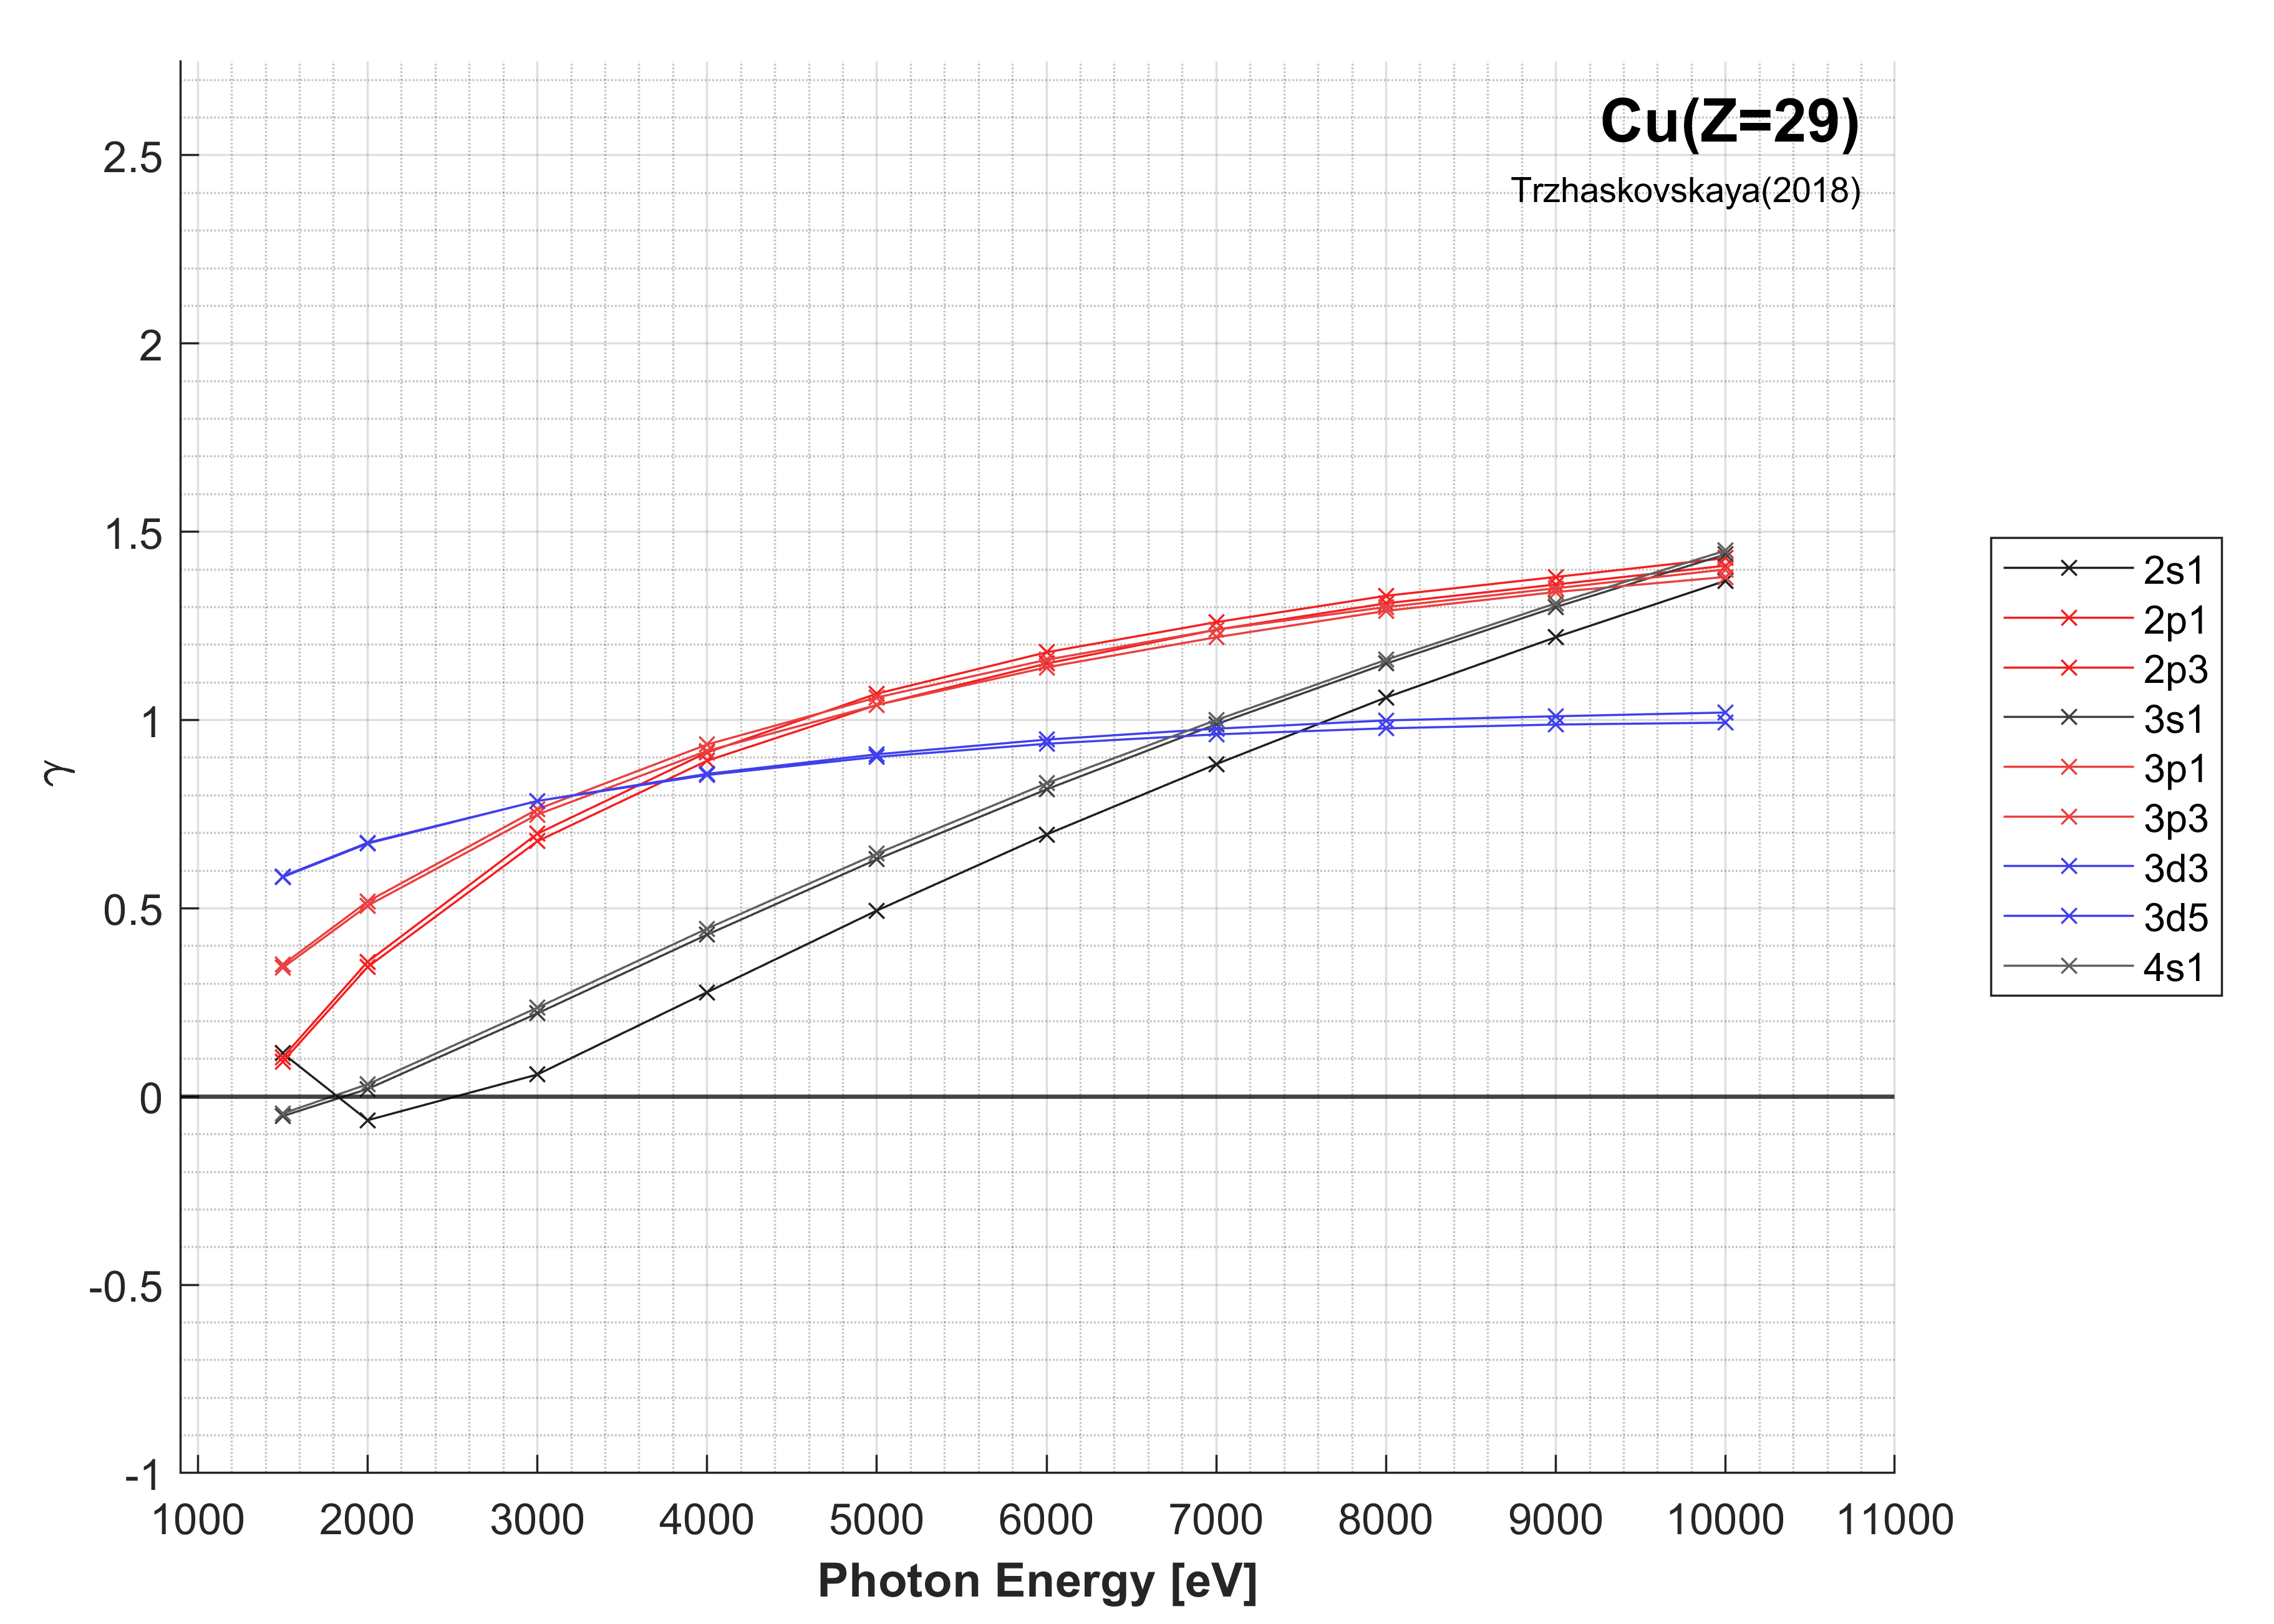 Cu(Z=29)
Trzhaskovskaya(2018)
2.5
2
1.5
1
0.5
0
-0.5
-1
γ
1000 2000 3000 4000 5000 6000 7000 8000 9000 10000 11000
Photon Energy [eV]
2s1
2p1
2p3
3s1
3p1
3p3
3d3
3d5
4s1